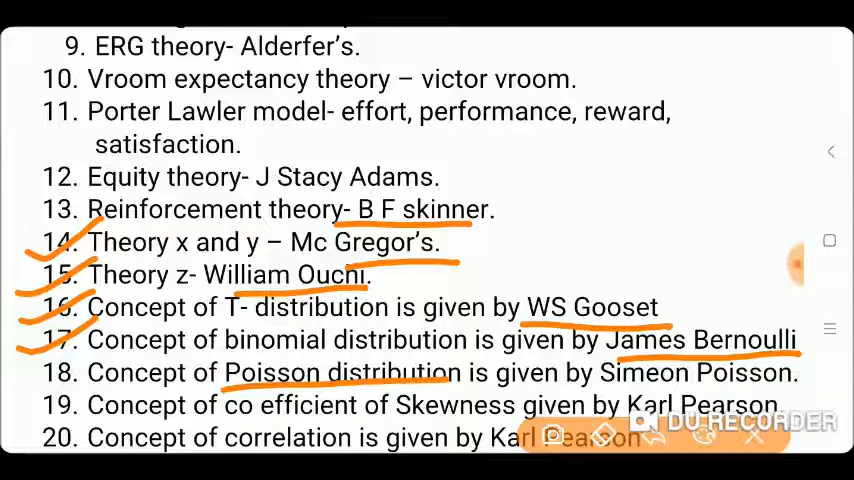 9. ERG theory- Alderfer's.
10. Vroom expectancy theory – victor vroom.
11. Porter Lawler model- effort, performance, reward,
satisfaction.
12. Equity theory- J Stacy Adams.
13. Reinforcement theory- B F skinner.
14. Theory x and y – Mc Gregor's.
15. Theory z- William Ouchi.
16. Concept of T- distribution is given by WS Gooset
17. Concept of binomial distribution is given by James Bernoulli
18. Concept of Poisson distribution is given by Simeon Poisson.
19. Concept of co efficient of Skewness given by Karl Pearson
20. Concept of correlation is given by Karl Pearson
DU RECORDER